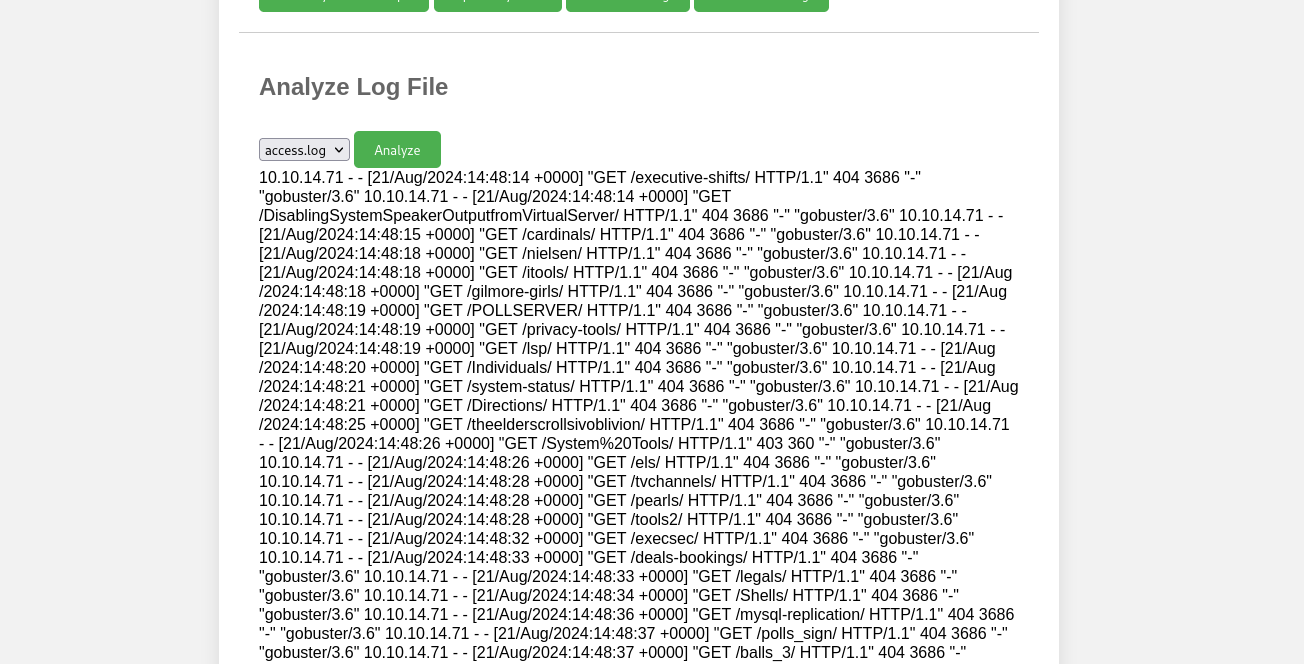 Analyze Log File
access.log Analyze
10.10.14.71 - - [21/Aug/2024:14:48:14 +0000] "GET /executive-shifts/ HTTP/1.1" 404 3686 "-"
"gobuster/3.6" 10.10.14.71 - - [21/Aug/2024:14:48:14 +0000] "GET
/DisablingSystemSpeakerOutputfromVirtualServer/ HTTP/1.1" 404 3686 "-" "gobuster/3.6" 10.10.14.71 - -
[21/Aug/2024:14:48:15 +0000] "GET /cardinals/ HTTP/1.1" 404 3686 "-" "gobuster/3.6" 10.10.14.71 - -
[21/Aug/2024:14:48:18 +0000] "GET /nielsen/ HTTP/1.1" 404 3686 "-" "gobuster/3.6" 10.10.14.71 - -
[21/Aug/2024:14:48:18 +0000] "GET /itools/ HTTP/1.1" 404 3686 "-" "gobuster/3.6" 10.10.14.71 - - [21/Aug
/2024:14:48:18 +0000] "GET /gilmore-girls/ HTTP/1.1" 404 3686 "-" "gobuster/3.6" 10.10.14.71 - - [21/Aug
/2024:14:48:19 +0000] "GET /POLLSERVER/ HTTP/1.1" 404 3686 "-" "gobuster/3.6" 10.10.14.71 - -
[21/Aug/2024:14:48:19 +0000] "GET /privacy-tools/ HTTP/1.1" 404 3686 "-" "gobuster/3.6" 10.10.14.71 - -
[21/Aug/2024:14:48:19 +0000] "GET /lsp/ HTTP/1.1" 404 3686 "-" "gobuster/3.6" 10.10.14.71 - - [21/Aug
/2024:14:48:20 +0000] "GET /Individuals/ HTTP/1.1" 404 3686 "-" "gobuster/3.6" 10.10.14.71 - - [21/Aug
/2024:14:48:21 +0000] "GET /system-status/ HTTP/1.1" 404 3686 "-" "gobuster/3.6" 10.10.14.71 - - [21/Aug
/2024:14:48:21 +0000] "GET /Directions/ HTTP/1.1" 404 3686 "-" "gobuster/3.6" 10.10.14.71 - - [21/Aug
/2024:14:48:25 +0000] "GET /theelderscrollsivoblivion/ HTTP/1.1" 404 3686 "-" "gobuster/3.6" 10.10.14.71
- - [21/Aug/2024:14:48:26 +0000] "GET /System%20Tools/ HTTP/1.1" 403 360 "-" "gobuster/3.6"
10.10.14.71 - - [21/Aug/2024:14:48:26 +0000] "GET /els/ HTTP/1.1" 404 3686 "-" "gobuster/3.6"
10.10.14.71 - - [21/Aug/2024:14:48:28 +0000] "GET /tvchannels/ HTTP/1.1" 404 3686 "-" "gobuster/3.6"
10.10.14.71 - - [21/Aug/2024:14:48:28 +0000] "GET /pearls/ HTTP/1.1" 404 3686 "-" "gobuster/3.6"
10.10.14.71 - - [21/Aug/2024:14:48:28 +0000] "GET /tools2/ HTTP/1.1" 404 3686 "-" "gobuster/3.6"
10.10.14.71 - - [21/Aug/2024:14:48:32 +0000] "GET /execsec/ HTTP/1.1" 404 3686 "-" "gobuster/3.6"
10.10.14.71 - - [21/Aug/2024:14:48:33 +0000] "GET /deals-bookings/ HTTP/1.1" 404 3686 "-"
"gobuster/3.6" 10.10.14.71 - - [21/Aug/2024:14:48:33 +0000] "GET /legals/ HTTP/1.1" 404 3686 "-"
"gobuster/3.6" 10.10.14.71 - - [21/Aug/2024:14:48:34 +0000] "GET /Shells/ HTTP/1.1" 404 3686 "-"
"gobuster/3.6" 10.10.14.71 - - [21/Aug/2024:14:48:36 +0000] "GET /mysql-replication/ HTTP/1.1" 404 3686
"-" "gobuster/3.6" 10.10.14.71 - - [21/Aug/2024:14:48:37 +0000] "GET /polls_sign/ HTTP/1.1" 404 3686 "-"
"gobuster/3.6" 10.10.14.71 - - [21/Aug/2024:14:48:37 +0000] "GET /balls_3/ HTTP/1.1" 404 3686 "-"